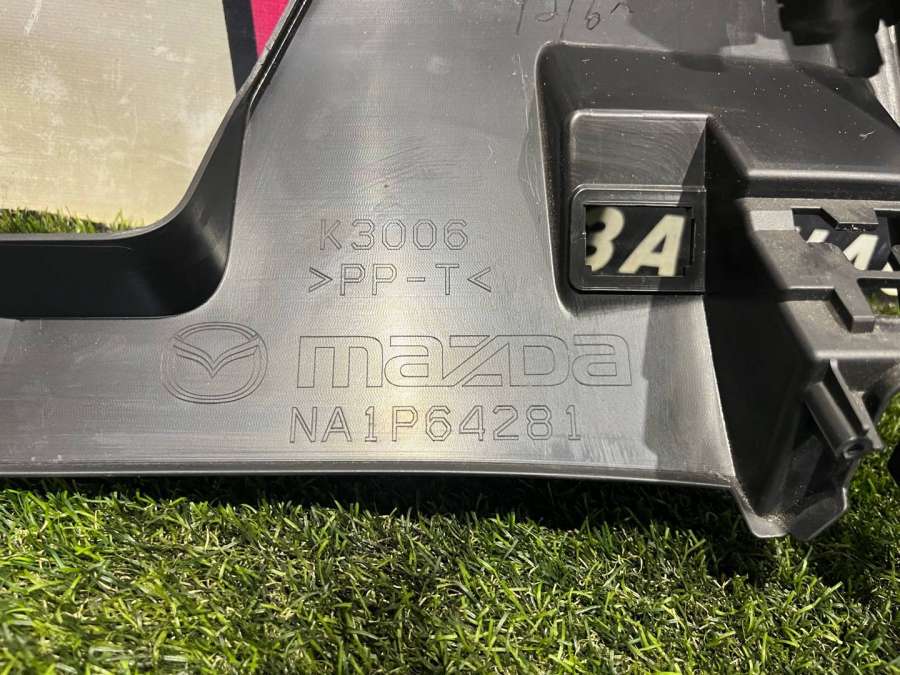 K3006
>PP-T<
mazda
NA1P64281
3A